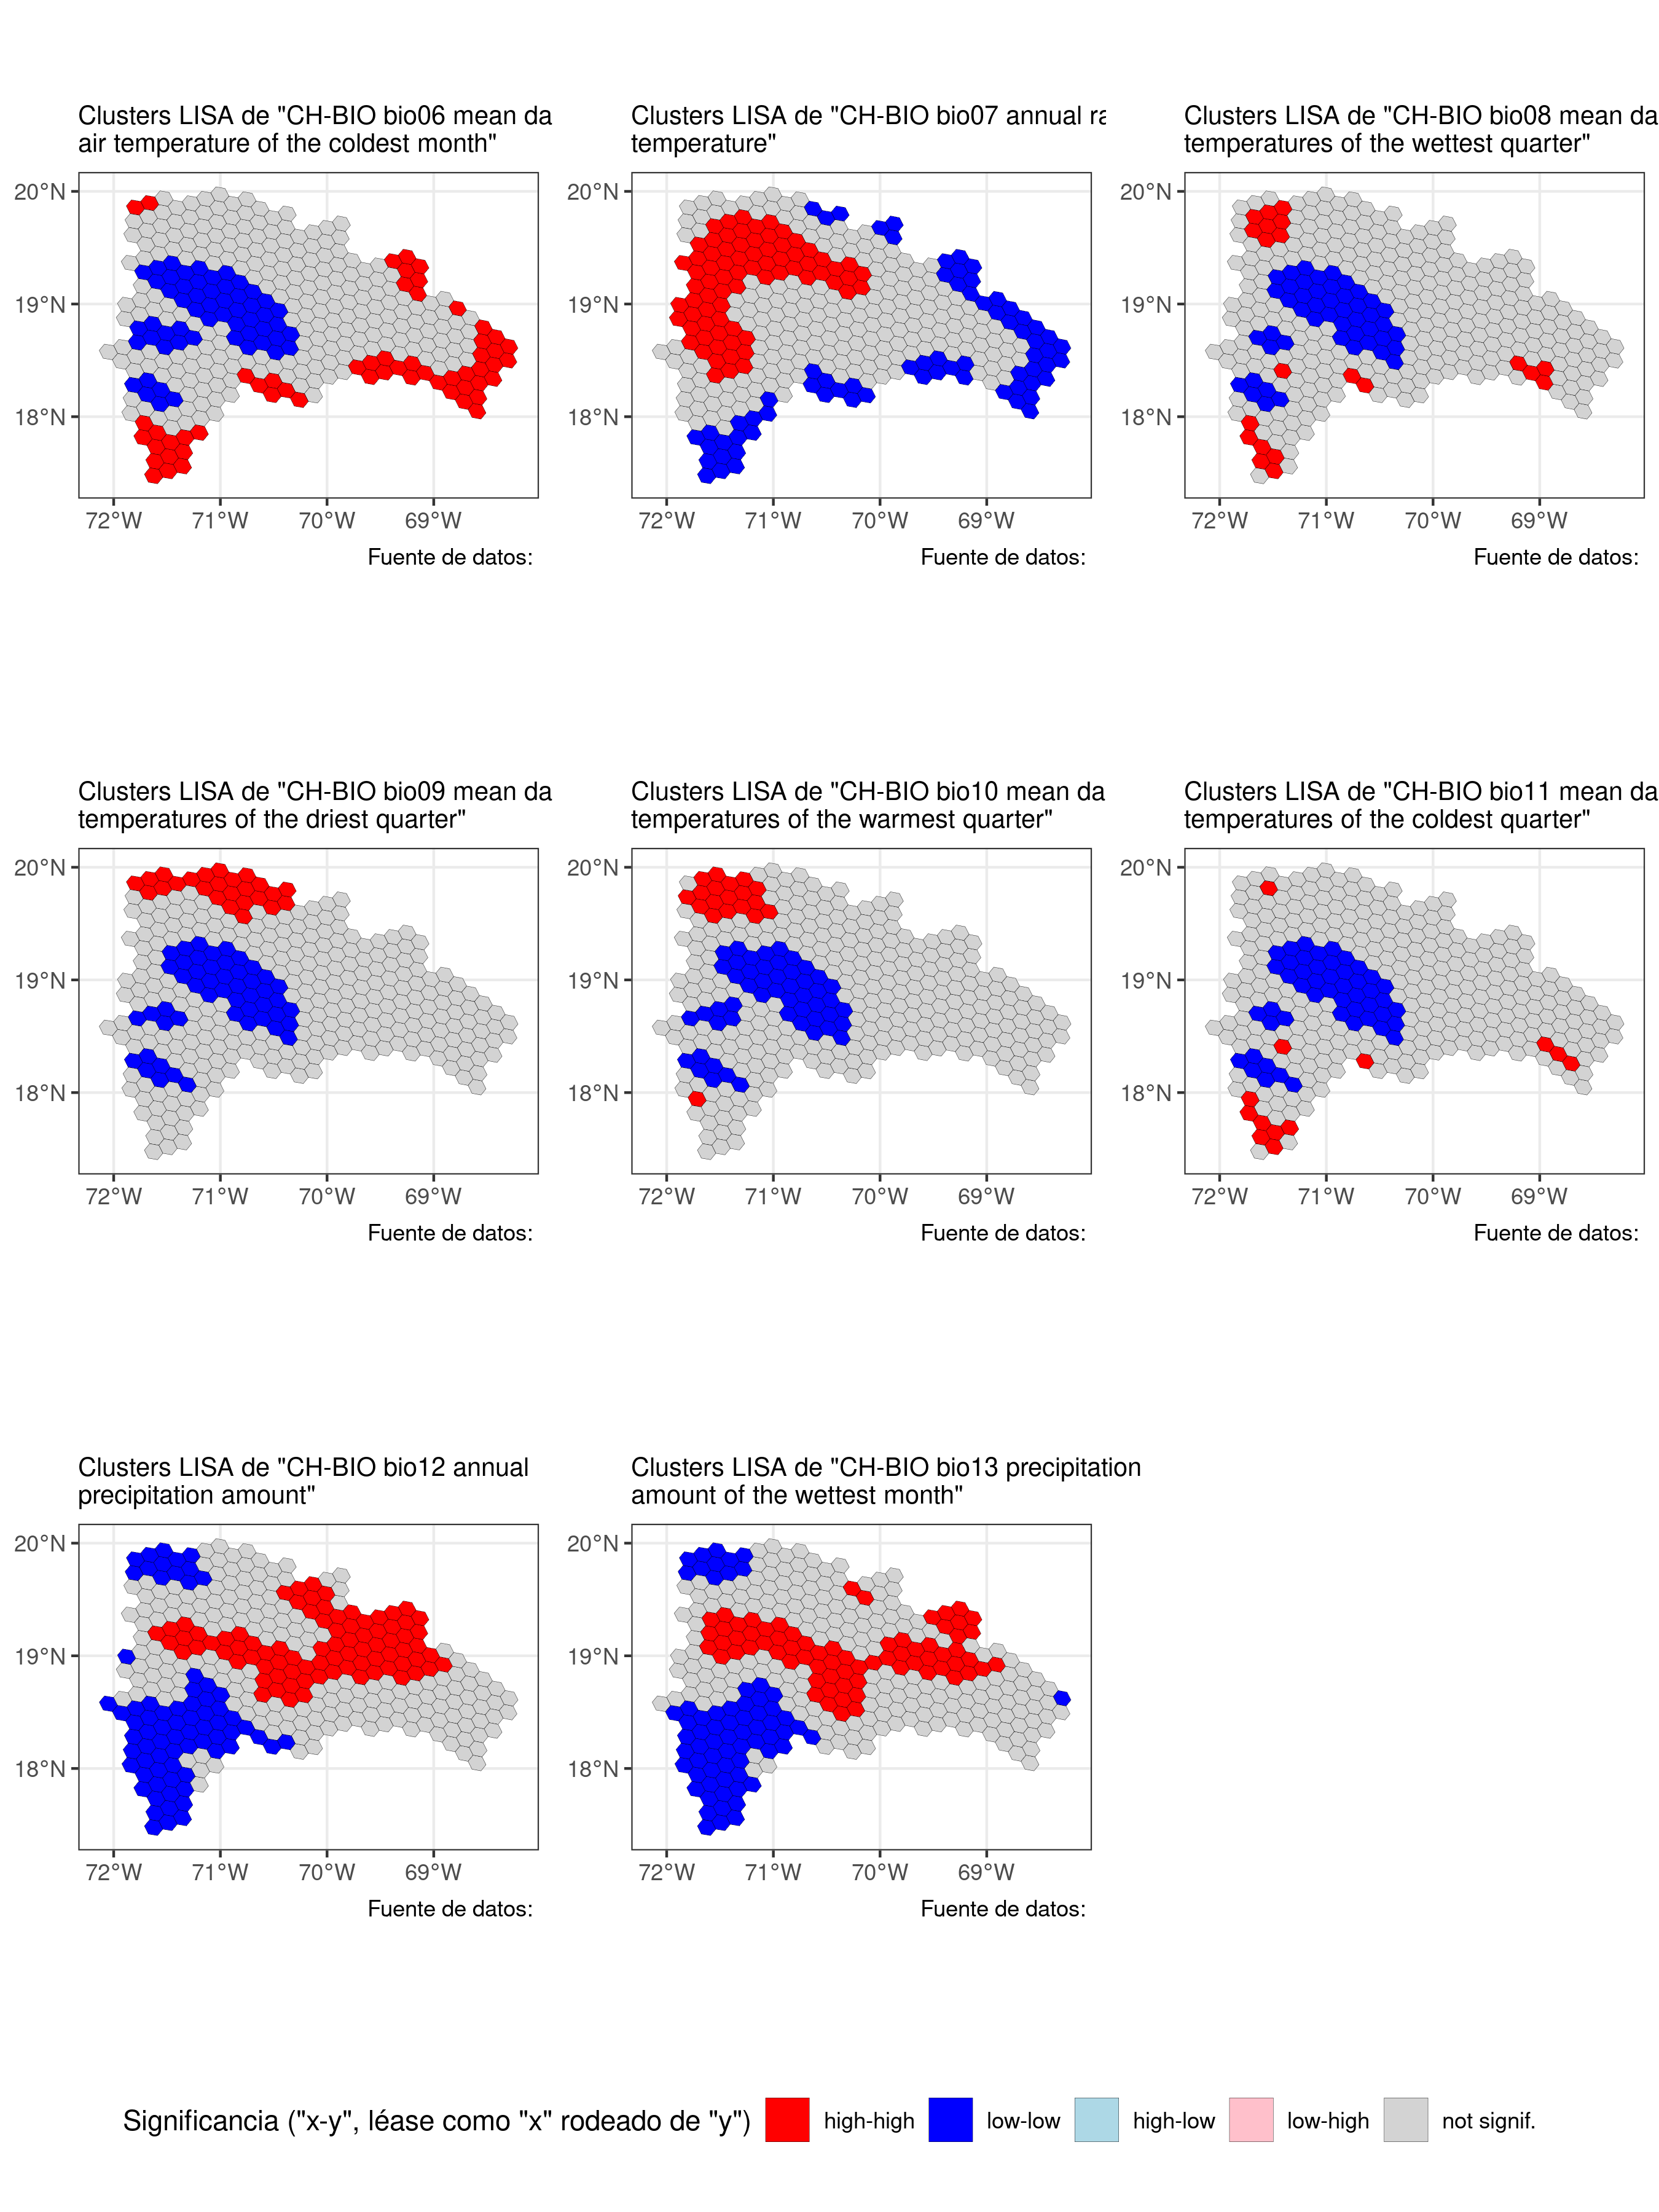 Clusters LISA de "CH-BIO bio06 mean da
air temperature of the coldest month"
20°N
19°N
18°N
72°W 71°W 70°W 69°W
Fuente de datos:
Clusters LISA de "CH-BIO bio07 annual ra
temperature"
20°N
19°N
18°N
72°W 71°W 70°W 69°W
Fuente de datos:
Clusters LISA de "CH-BIO bio08 mean da
temperatures of the wettest quarter"
20°N
19°N
18°N
72°W 71°W 70°W 69°W
Fuente de datos:
Clusters LISA de "CH-BIO bio09 mean da
temperatures of the driest quarter"
20°N
19°N
18°N
72°W 71°W 70°W 69°W
Fuente de datos:
Clusters LISA de "CH-BIO bio10 mean da
temperatures of the warmest quarter"
20°N
19°N
18°N
72°W 71°W 70°W 69°W
Fuente de datos:
Clusters LISA de "CH-BIO bio11 mean da
temperatures of the coldest quarter"
20°N
19°N
18°N
72°W 71°W 70°W 69°W
Fuente de datos:
Clusters LISA de "CH-BIO bio12 annual
precipitation amount"
20°N
19°N
18°N
72°W 71°W 70°W 69°W
Fuente de datos:
Clusters LISA de "CH-BIO bio13 precipitation
amount of the wettest month"
20°N
19°N
18°N
72°W 71°W 70°W 69°W
Fuente de datos:
Significancia ("x-y", léase como "x" rodeado de "y") high-high low-low high-low low-high not signif.